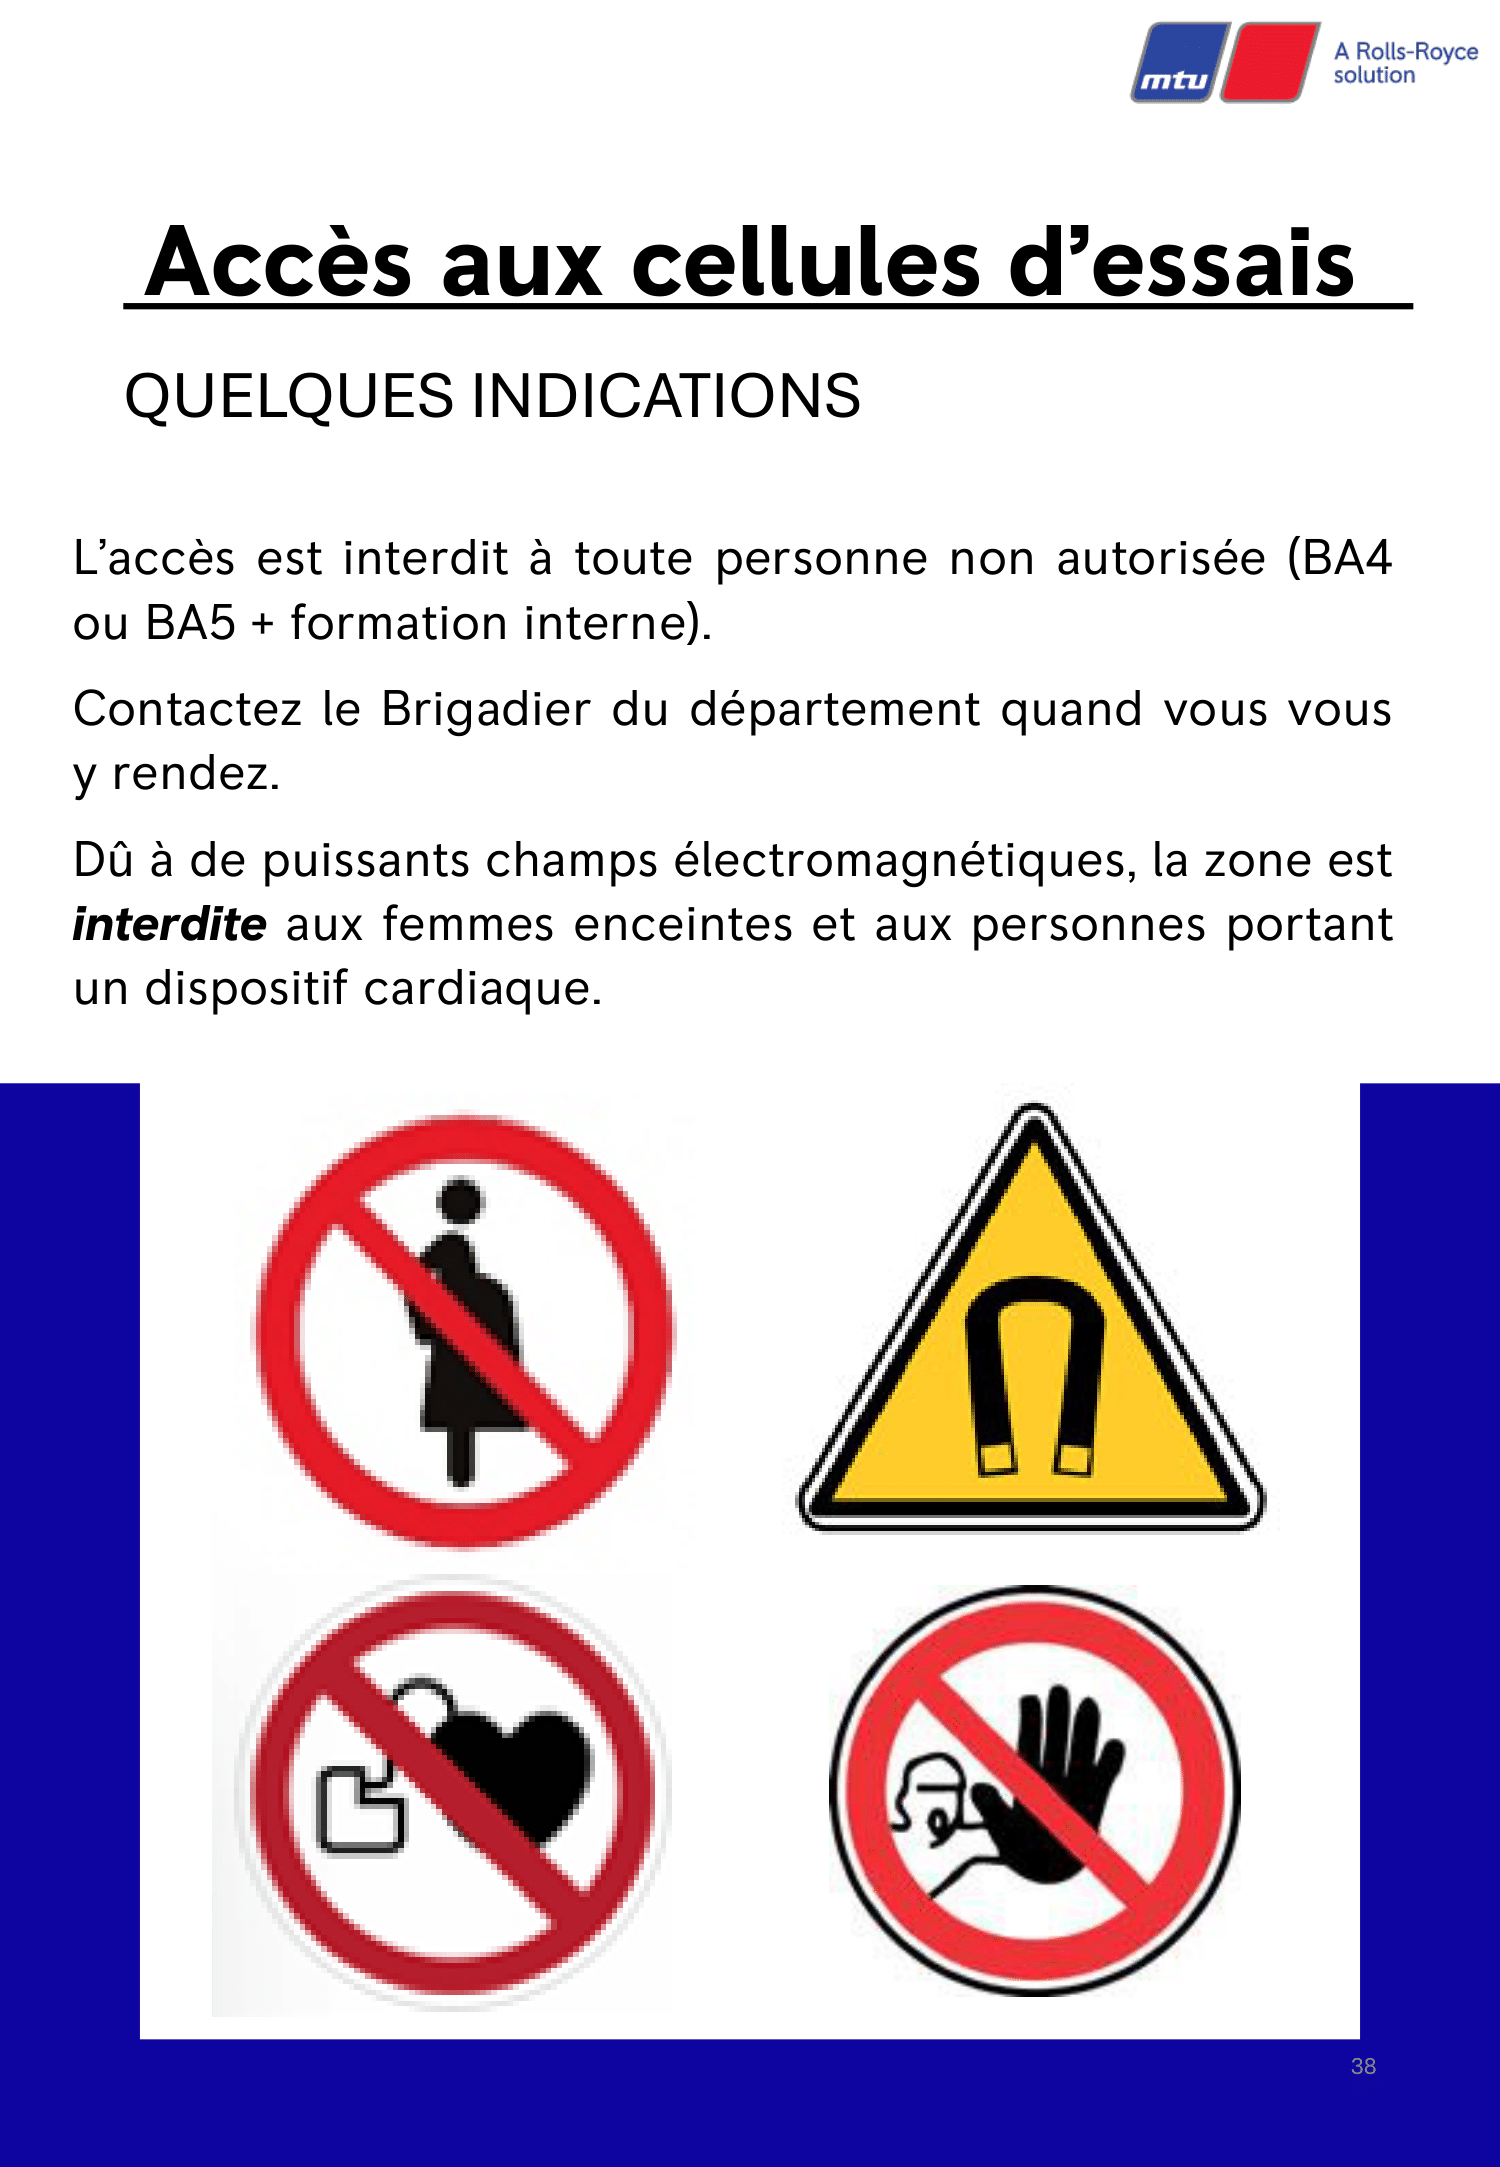 mtu
A Rolls-Royce
solution
Accès aux cellules d’essais
QUELQUES INDICATIONS
L’accès est interdit à toute personne non autorisée (BA4
ou BA5 + formation interne).
Contactez le Brigadier du département quand vous vous
y rendez.
Dû à de puissants champs électromagnétiques, la zone est
interdite aux femmes enceintes et aux personnes portant
un dispositif cardiaque.
38